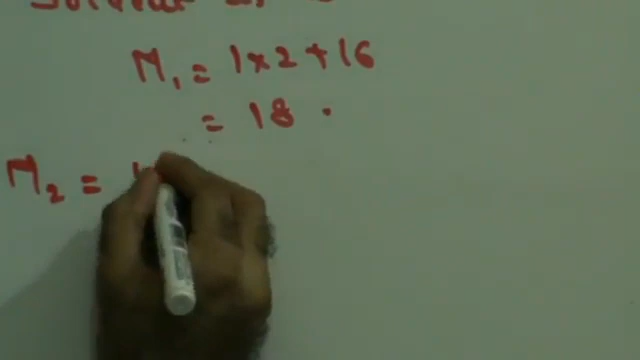 M₁ = 1×2+16
= 18 .
M₂ =